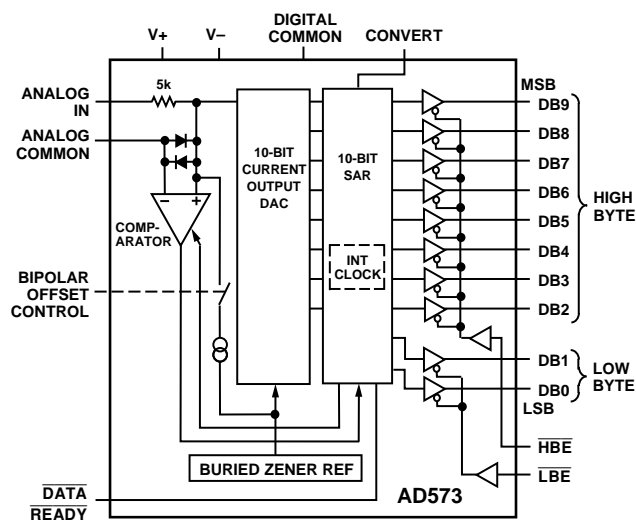 DIGITAL
V+ V– COMMON CONVERT
5k
ANALOG
IN
ANALOG
COMMON
10-BIT
CURRENT
OUTPUT
DAC
10-BIT
SAR
INT
CLOCK
– +
COMP-
ARATOR
BIPOLAR
OFFSET
CONTROL
MSB
DB9
DB8
DB7
DB6
DB5
DB4
DB3
DB2
HIGH
BYTE
DB1
DB0
LSB
LOW
BYTE
HBE
LBE
BURIED ZENER REF
DATA
READY
AD573